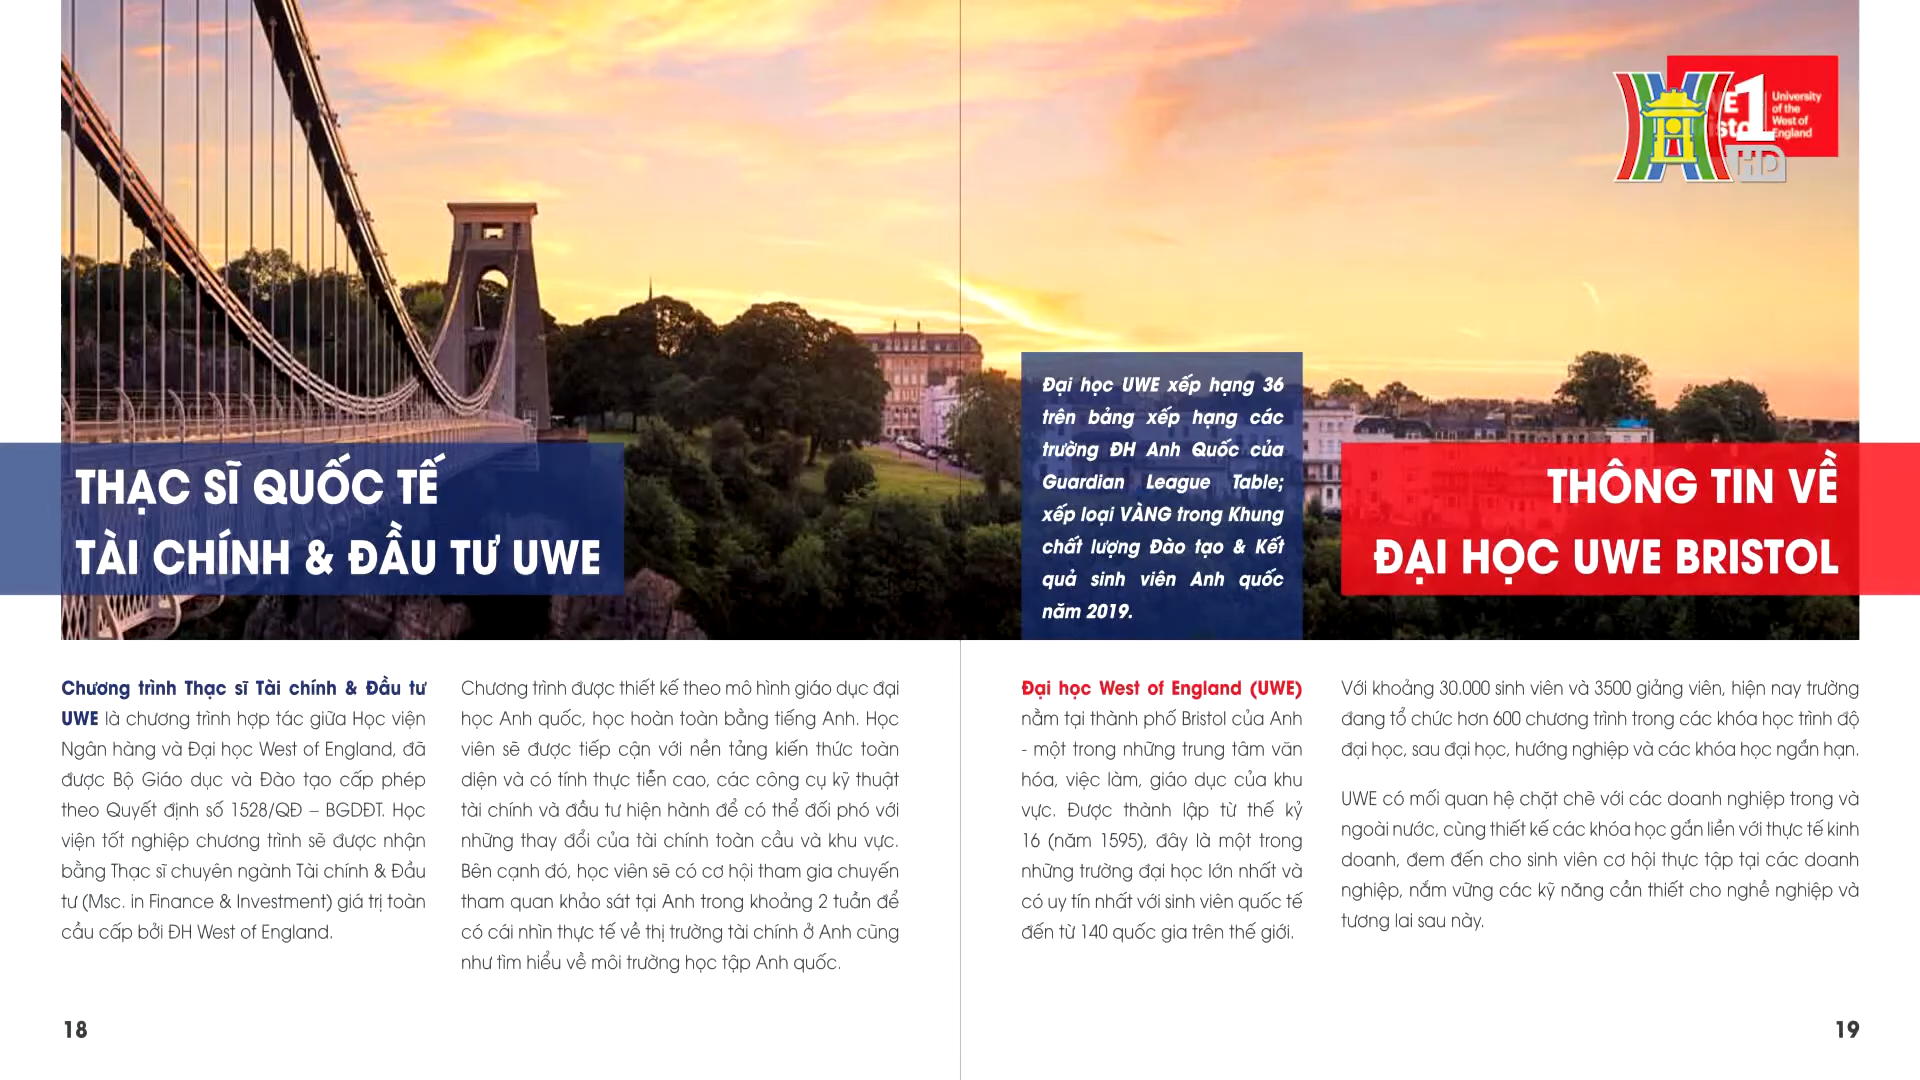 University
of the
West of
England
1
HD
Đại học UWE xếp hạng 36
trên bảng xếp hạng các
trường ĐH Anh Quốc của
Guardian League Table;
xếp loại VÀNG trong Khung
chất lượng Đào tạo & Kết
quả sinh viên Anh quốc
năm 2019.
THẠC SĨ QUỐC TẾ
TÀI CHÍNH & ĐẦU TƯ UWE
THÔNG TIN VỀ
ĐẠI HỌC UWE BRISTOL
Chương trình Thạc sĩ Tài chính & Đầu tư
UWE là chương trình hợp tác giữa Học viện
Ngân hàng và Đại học West of England, đã
được Bộ Giáo dục và Đào tạo cấp phép
theo Quyết định số 1528/QĐ – BGDĐT. Học
viện tốt nghiệp chương trình sẽ được nhận
bằng Thạc sĩ chuyên ngành Tài chính & Đầu
tư (Msc. in Finance & Investment) giá trị toàn
cầu cấp bởi ĐH West of England.
Chương trình được thiết kế theo mô hình giáo dục đại
học Anh quốc, học hoàn toàn bằng tiếng Anh. Học
viên sẽ được tiếp cận với nền tảng kiến thức toàn
diện và có tính thực tiễn cao, các công cụ kỹ thuật
tài chính và đầu tư hiện hành để có thể đối phó với
những thay đổi của tài chính toàn cầu và khu vực.
Bên cạnh đó, học viên sẽ có cơ hội tham gia chuyến
tham quan khảo sát tại Anh trong khoảng 2 tuần để
có cái nhìn thực tế về thị trường tài chính ở Anh cũng
như tìm hiểu về môi trường học tập Anh quốc.
Đại học West of England (UWE)
nằm tại thành phố Bristol của Anh
- một trong những trung tâm văn
hóa, việc làm, giáo dục của khu
vực. Được thành lập từ thế kỷ
16 (năm 1595), đây là một trong
những trường đại học lớn nhất và
có uy tín nhất với sinh viên quốc tế
đến từ 140 quốc gia trên thế giới.
Với khoảng 30.000 sinh viên và 3500 giảng viên, hiện nay trường
đang tổ chức hơn 600 chương trình trong các khóa học trình độ
đại học, sau đại học, hướng nghiệp và các khóa học ngắn hạn.
UWE có mối quan hệ chặt chẽ với các doanh nghiệp trong và
ngoài nước, cùng thiết kế các khóa học gắn liền với thực tế kinh
doanh, đem đến cho sinh viên cơ hội thực tập tại các doanh
nghiệp, nắm vững các kỹ năng cần thiết cho nghề nghiệp và
tương lai sau này.
18
19